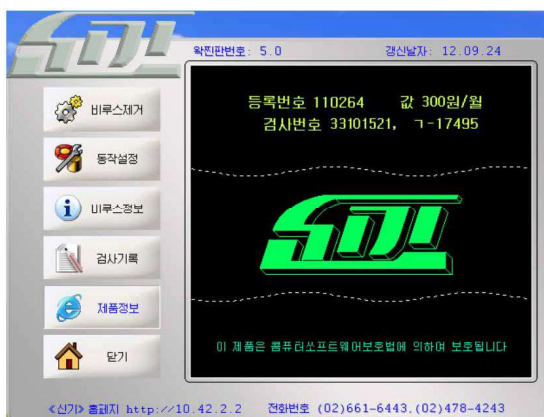 왁찐판번호: 5.0 갱신날자: 12.09.24
등록번호 110264 값 300원/월
검사번호 33101521, ㄱ-17495
비루스제거
동작설정
비루스정보
검사기록
제품정보
닫기
이 제품은 콤퓨터쏘프트웨어보호법에 의하여 보호됩니다
《신기》 홈페지 http://10.42.2.2 전화번호 (02)661-6443,(02)478-4243